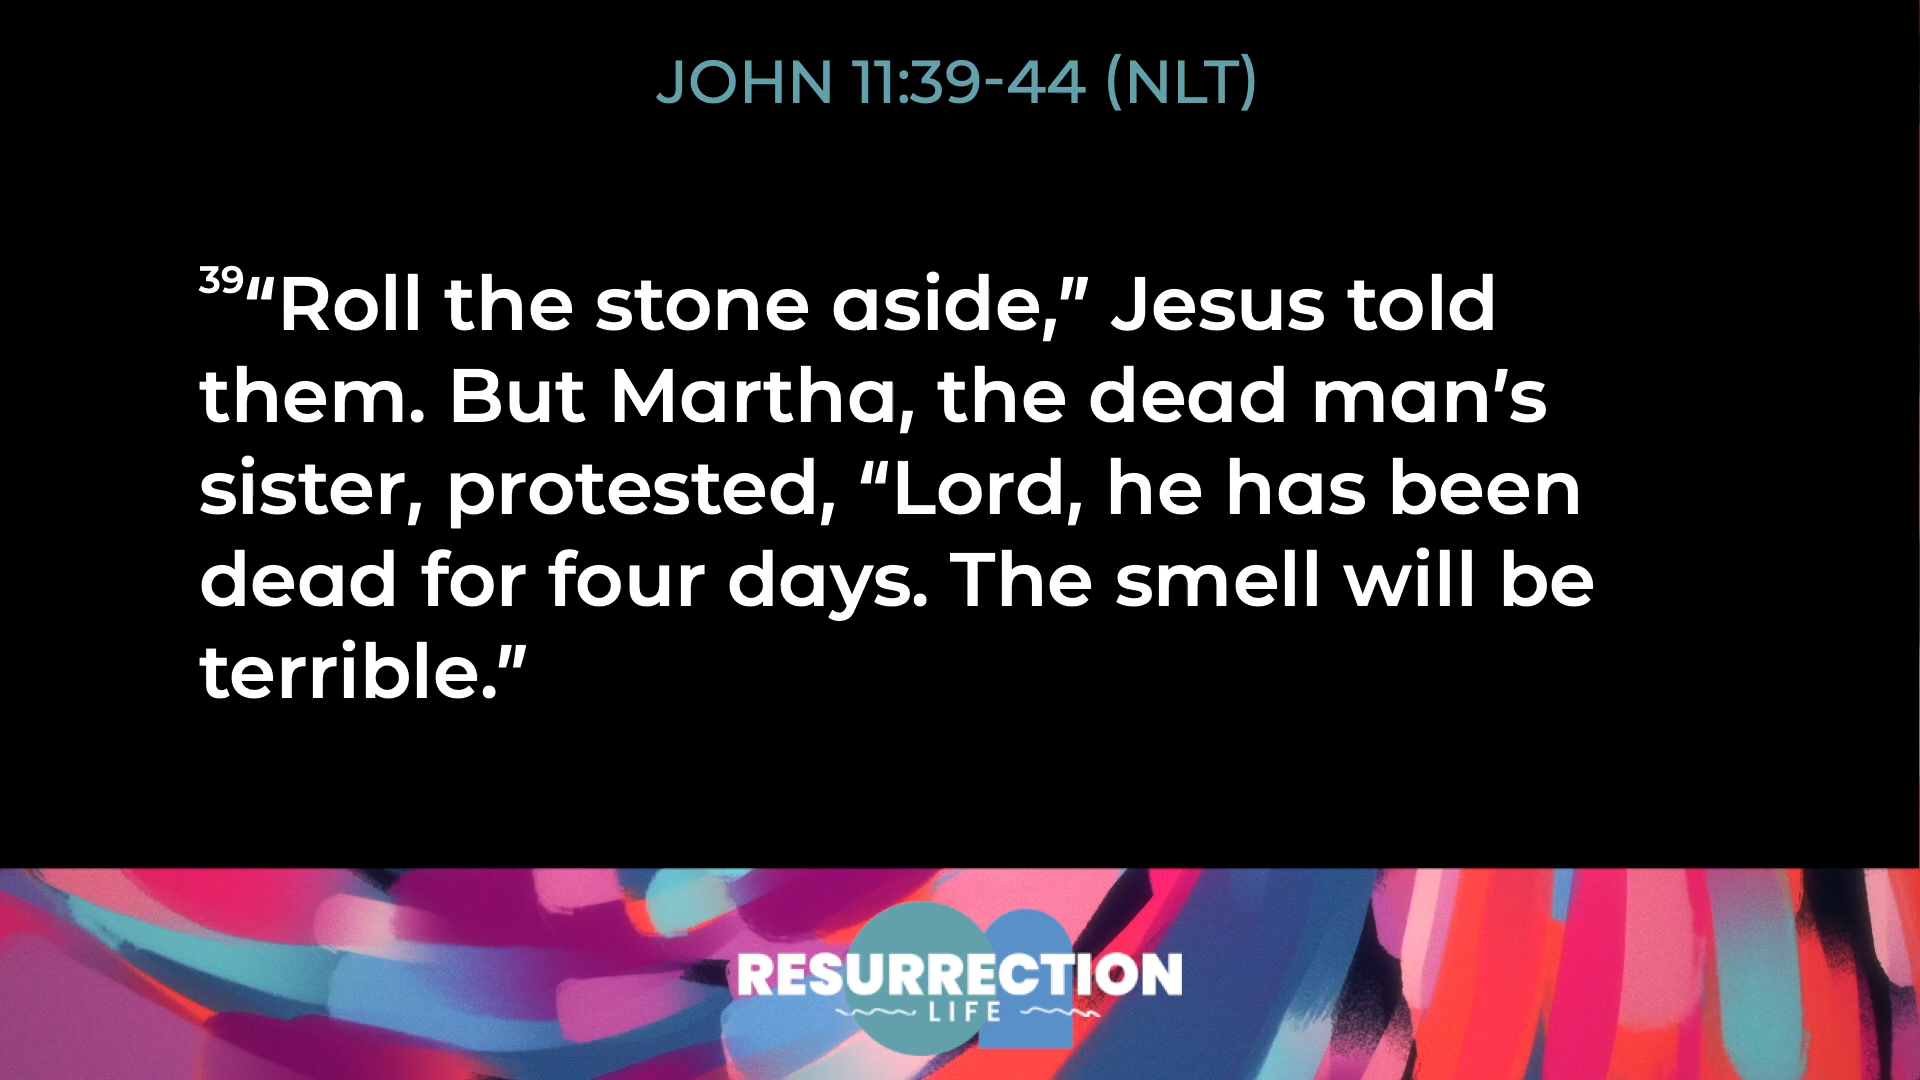 JOHN 11:39-44 (NLT)
39“Roll the stone aside,” Jesus told
them. But Martha, the dead man’s
sister, protested, “Lord, he has been
dead for four days. The smell will be
terrible.”
RESURRECTION
LIFE